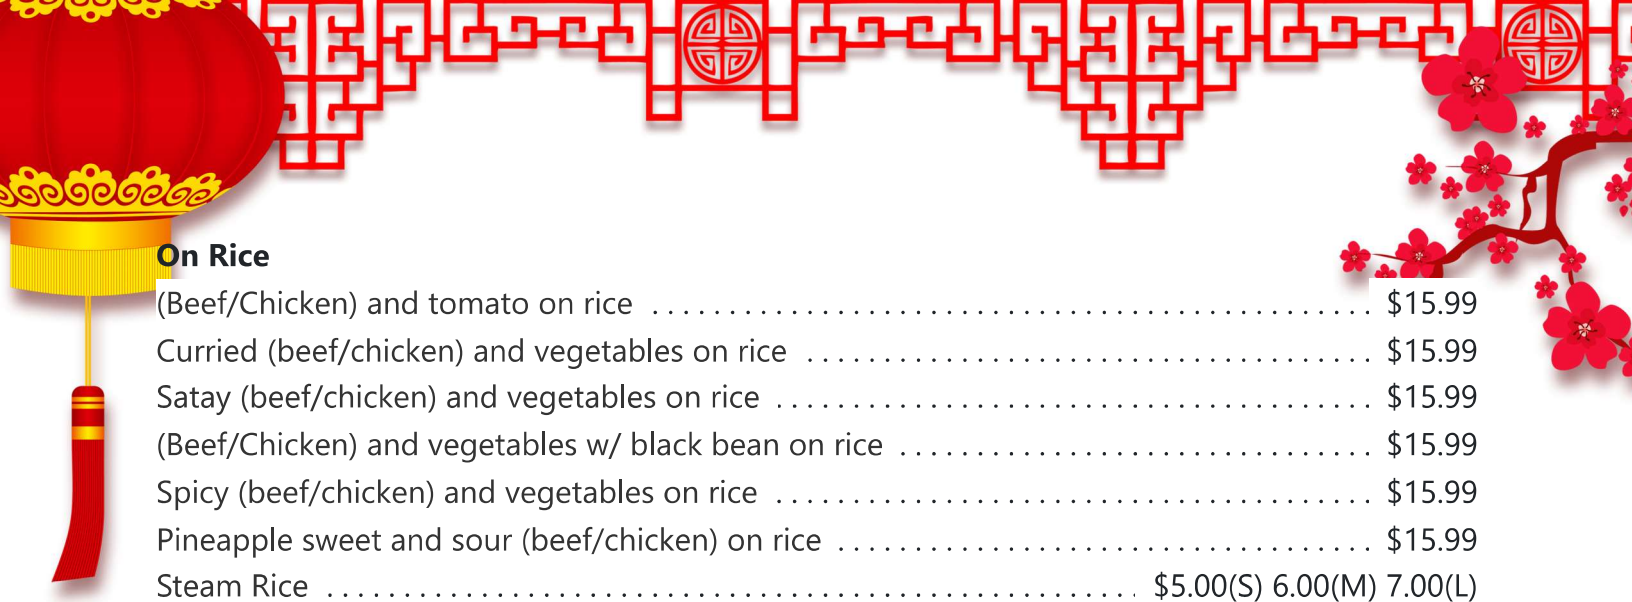 On Rice
(Beef/Chicken) and tomato on rice ................................................ $15.99
Curried (beef/chicken) and vegetables on rice ..................................... $15.99
Satay (beef/chicken) and vegetables on rice ....................................... $15.99
(Beef/Chicken) and vegetables w/ black bean on rice ............................... $15.99
Spicy (beef/chicken) and vegetables on rice ....................................... $15.99
Pineapple sweet and sour (beef/chicken) on rice ................................... $15.99
Steam Rice ..................................................... $5.00(S) 6.00(M) 7.00(L)